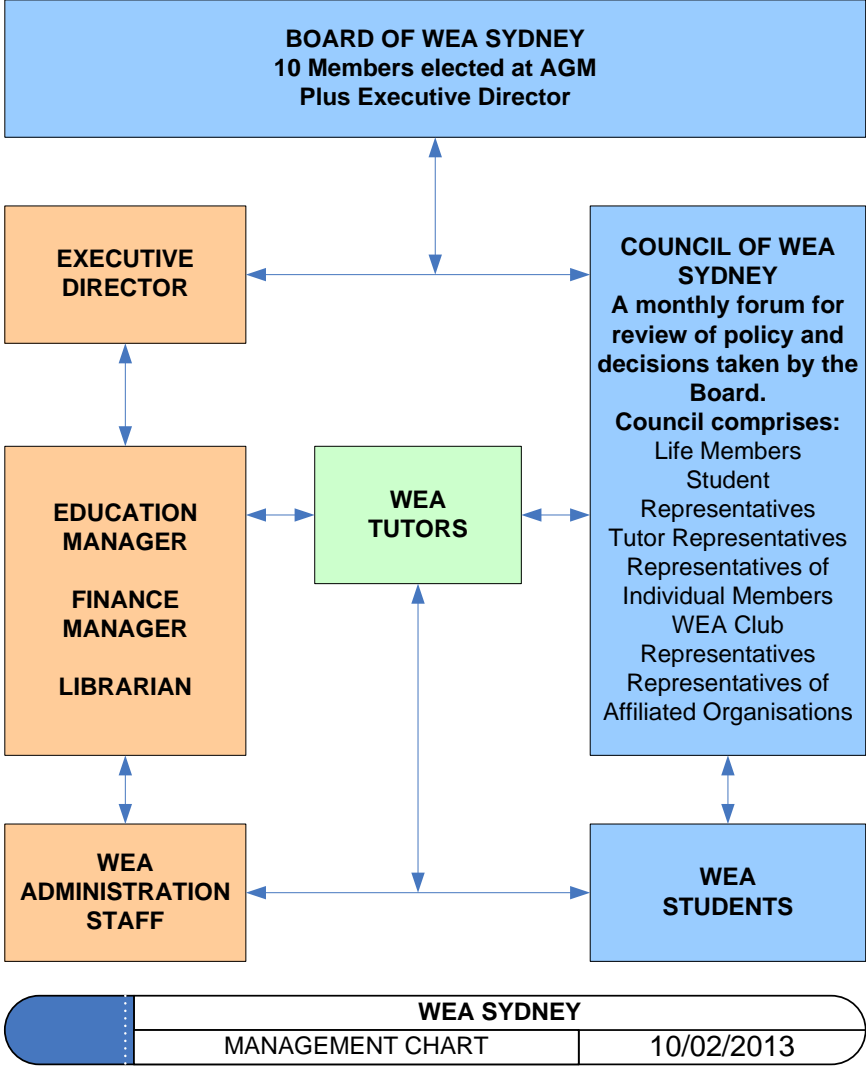 BOARD OF WEA SYDNEY
10 Members elected at AGM
Plus Executive Director
EXECUTIVE
DIRECTOR
COUNCIL OF WEA
SYDNEY
A monthly forum for
review of policy and
decisions taken by the
Board.
Council comprises:
Life Members
Student
Representatives
Tutor Representatives
Representatives of
Individual Members
WEA Club
Representatives
Representatives of
Affiliated Organisations
EDUCATION
MANAGER
FINANCE
MANAGER
LIBRARIAN
WEA
TUTORS
WEA
ADMINISTRATION
STAFF
WEA
STUDENTS
WEA SYDNEY
MANAGEMENT CHART
10/02/2013